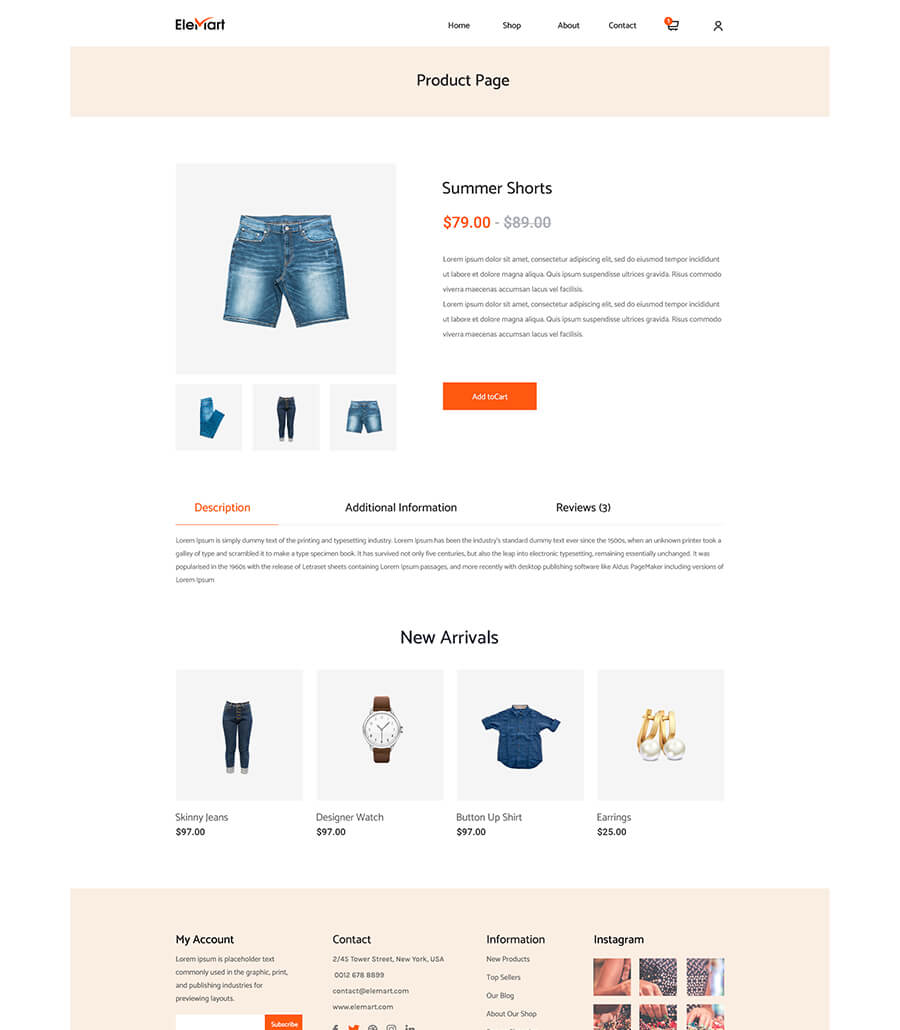 EleMart
Home Shop About Contact
Product Page
Summer Shorts
$79.00 - $89.00
Lorem ipsum dolor sit amet, consectetur adipiscing elit, sed do eiusmod tempor incididunt
ut labore et dolore magna aliqua. Quis ipsum suspendisse ultrices gravida. Risus commodo
viverra maecenas accumsan lacus vel facilisis.
Lorem ipsum dolor sit amet, consectetur adipiscing elit, sed do eiusmod tempor incididunt
ut labore et dolore magna aliqua. Quis ipsum suspendisse ultrices gravida. Risus commodo
viverra maecenas accumsan lacus vel facilisis.
Add toCart
Description Additional Information Reviews (3)
Lorem Ipsum is simply dummy text of the printing and typesetting industry. Lorem Ipsum has been the industry's standard dummy text ever since the 1500s, when an unknown printer took a
galley of type and scrambled it to make a type specimen book. It has survived not only five centuries, but also the leap into electronic typesetting, remaining essentially unchanged. It was
popularised in the 1960s with the release of Letraset sheets containing Lorem Ipsum passages, and more recently with desktop publishing software like Aldus PageMaker including versions of
Lorem Ipsum
New Arrivals
Skinny Jeans
$97.00
Designer Watch
$97.00
Button Up Shirt
$97.00
Earrings
$25.00
My Account
Lorem ipsum is placeholder text
commonly used in the graphic, print,
and publishing industries for
previewing layouts.
Subscribe
Contact
2/45 Tower Street, New York, USA
0012 678 8899
contact@elemart.com
www.elemart.com
Information
New Products
Top Sellers
Our Blog
About Our Shop
Instagram